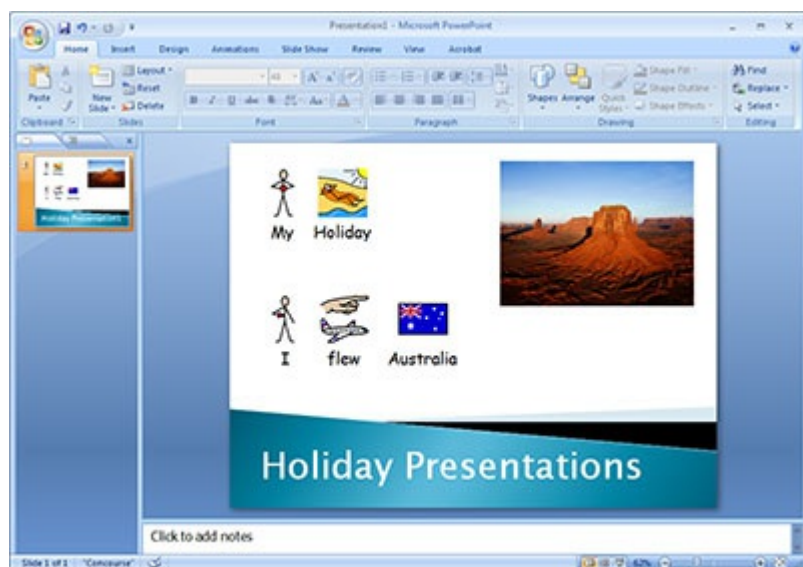 Presentation1 - Microsoft PowerPoint
Home Insert Design Animations Slide Show Review View Acrobat
Paste
New Slide
Layout
Reset
Delete
Shapes Arrange Quick Styles
Shape Fill
Shape Outline
Shape Effects
Find
Replace
Select
Clipboard Slides Font Paragraph Drawing Editing
My Holiday
I flew Australia
Holiday Presentations
Click to add notes
Slide 1 of 1 "Concourse" 62%